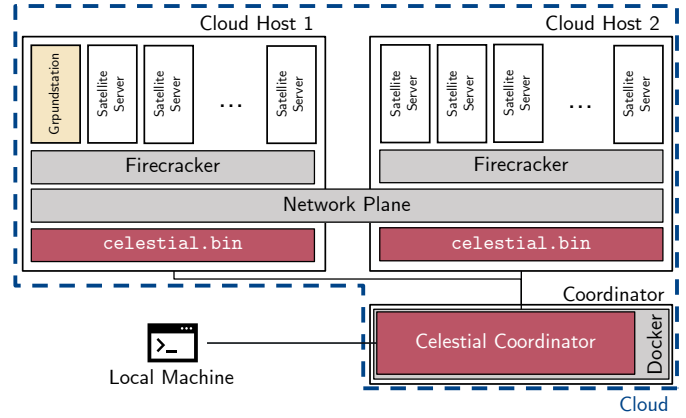 Cloud Host 1
Grpundstation
Satellite
Server
Satellite
Server
...
Satellite
Server
Firecracker
Cloud Host 2
Satellite
Server
Satellite
Server
Satellite
Server
...
Satellite
Server
Firecracker
Network Plane
celestial.bin
celestial.bin
Coordinator
Celestial Coordinator
Docker
>_
Local Machine
Cloud